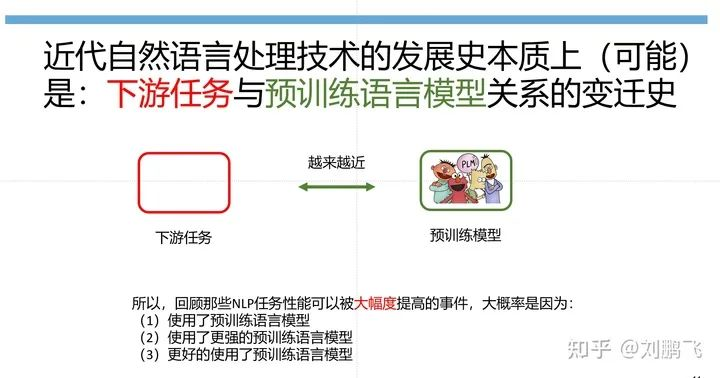 近代自然语言处理技术的发展史本质上（可能）
是：下游任务与预训练语言模型关系的变迁史
越来越近
PLM
下游任务
预训练模型
所以，回顾那些NLP任务性能可以被大幅度提高的事件，大概率是因为：
（1）使用了预训练语言模型
（2）使用了更强的预训练语言模型
（3）更好的使用了预训练语言模型
知乎 @刘鹏飞